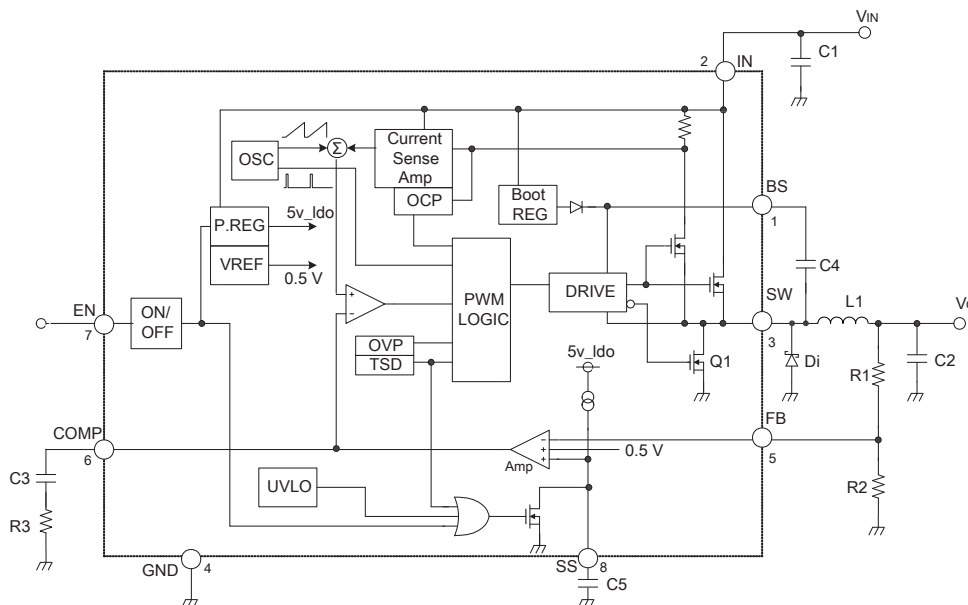 VIN
C1
2
IN
OSC
Σ
Current
Sense
Amp
OCP
Boot
REG
BS
1
P.REG
5v_ldo
VREF
0.5 V
C4
EN
7
ON/
OFF
+
−
PWM
LOGIC
DRIVE
SW
3
L1
Vo
OVP
TSD
5v_ldo
Q1
Di
R1
C2
COMP
6
Amp
−
+
+
0.5 V
FB
5
C3
R3
UVLO
R2
GND
4
SS
8
C5